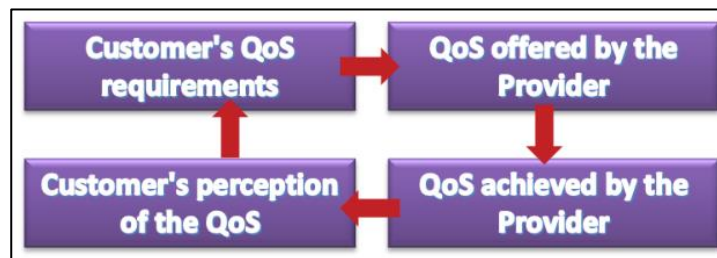 Customer's QoS
requirements
QoS offered by the
Provider
Customer's perception
of the QoS
QoS achieved by the
Provider